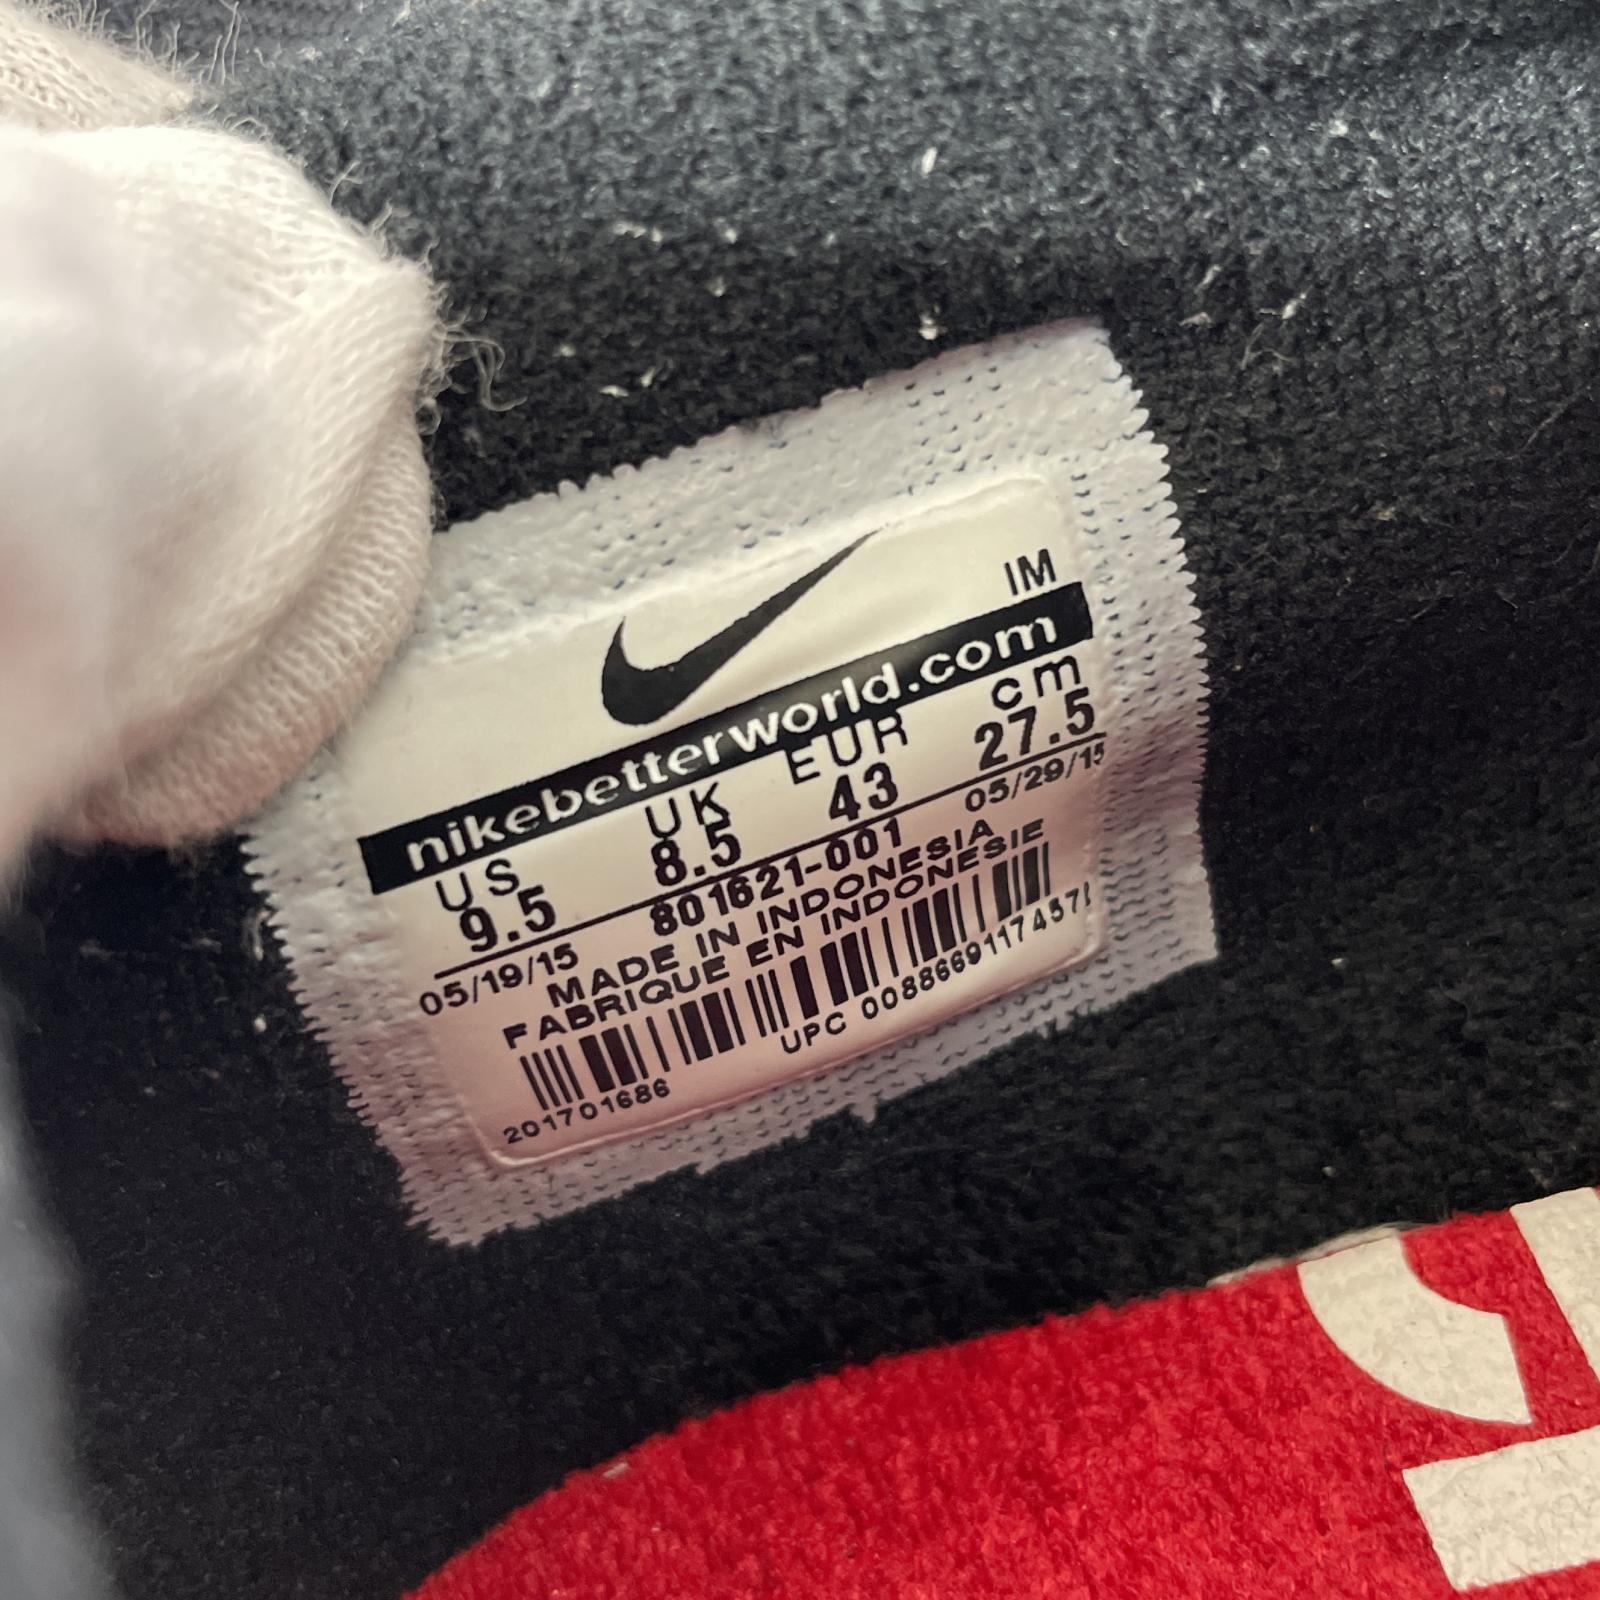 IM
nikebetterworld.com
US UK EUR cm
9.5 8.5 43 27.5
05/19/15 801621-001 05/29/15
MADE IN INDONESIA
FABRIQUE EN INDONESIE
201701686 UPC 00886691174578